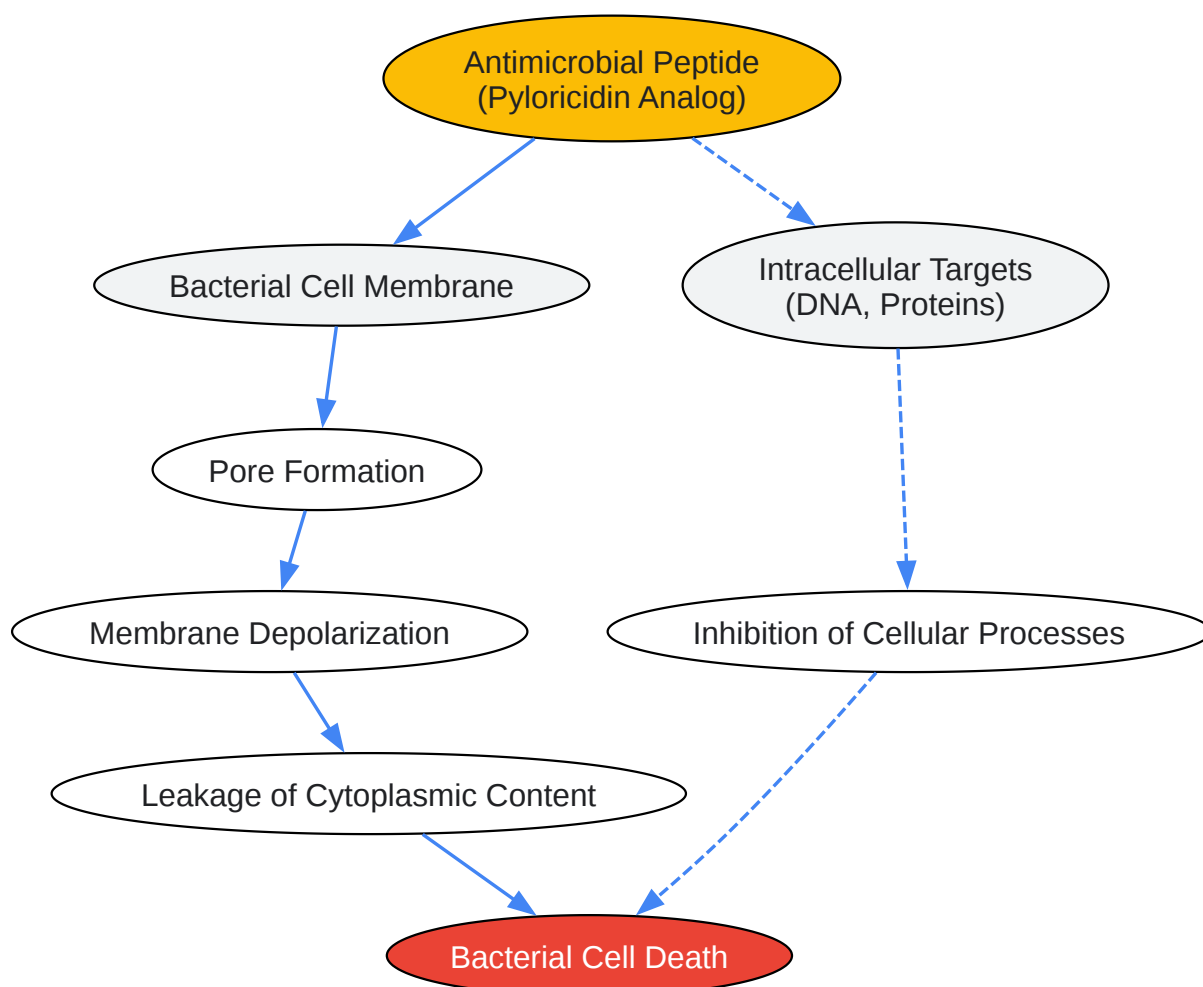 Antimicrobial Peptide
(Pyloricidin Analog)
Intracellular Targets
(DNA, Proteins)
Bacterial Cell Membrane
Pore Formation
Membrane Depolarization
Inhibition of Cellular Processes
Leakage of Cytoplasmic Content
Bacterial Cell Death